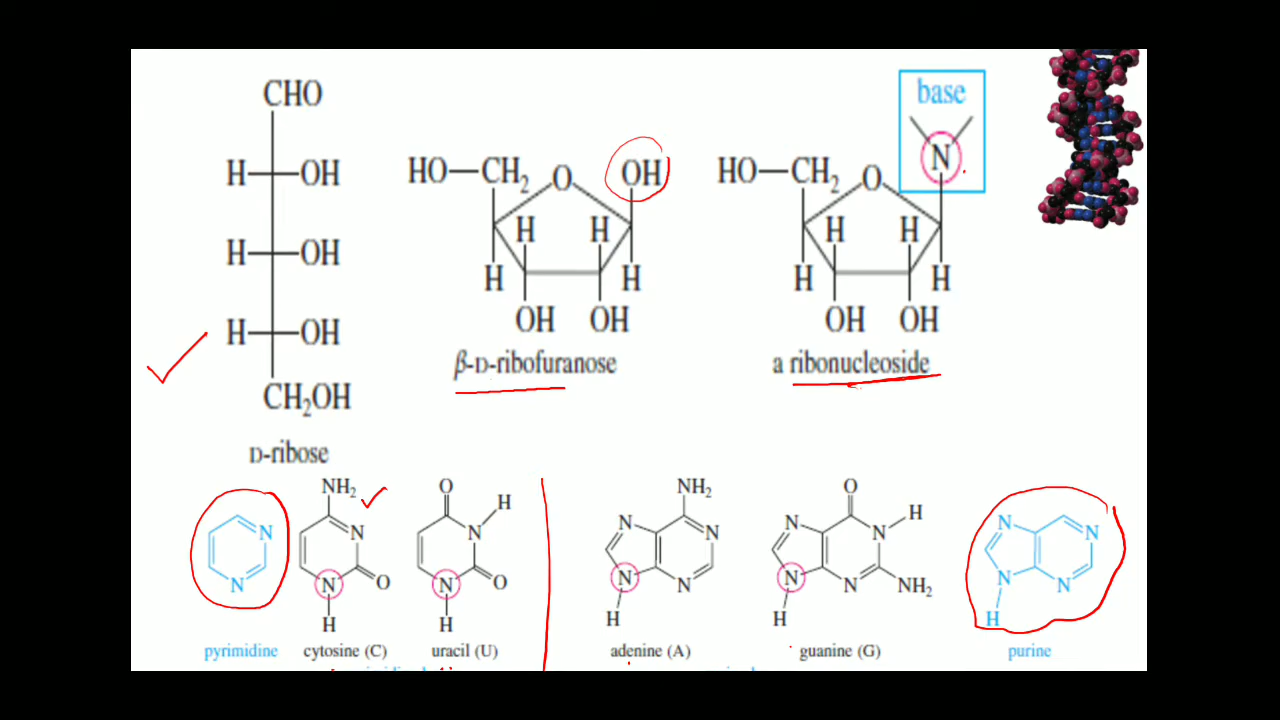 CHO
H OH
H OH
H OH
CH2OH
D-ribose
HO—CH2 O OH
H H
H H
OH OH
β-D-ribofuranose
base
N
HO—CH2 O
H H
H H
OH OH
a ribonucleoside
N
N
pyrimidine
NH2
N
N O
H
cytosine (C)
O
H
N
N O
H
uracil (U)
NH2
N N
N N
H
adenine (A)
O
H
N N
N N NH2
H
guanine (G)
N N
N N
H
purine